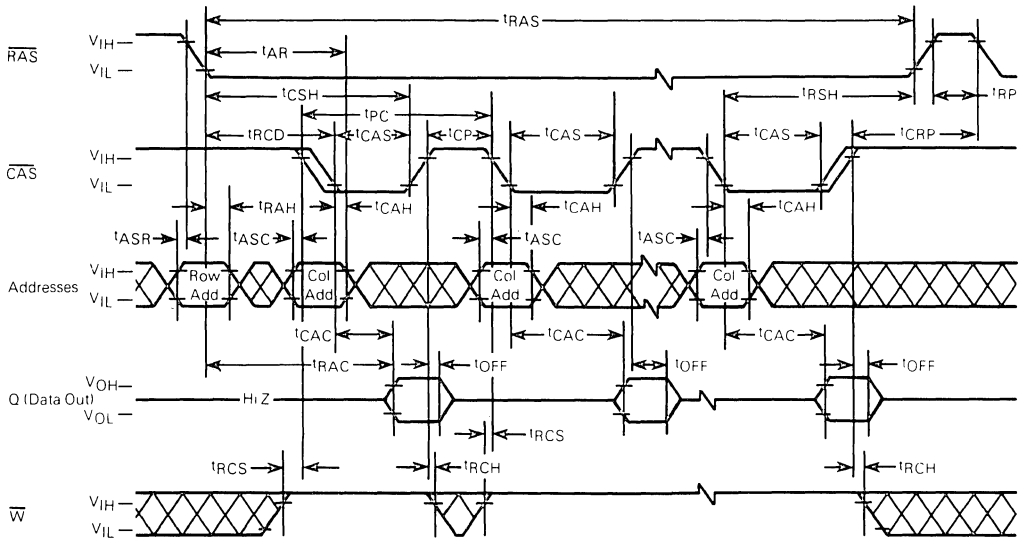 tRAS
RAS
VIH
VIL
tAR
tCSH
tPC
tRSH
tRP
tRCD
tCAS
tCP
tCAS
tCAS
tCRP
CAS
VIH
VIL
tRAH
tCAH
tCAH
tCAH
tASR
tASC
tASC
tASC
Addresses
VIH
VIL
Row Add
Col Add
Col Add
Col Add
tCAC
tCAC
tCAC
tRAC
tOFF
tOFF
tOFF
Q (Data Out)
VOH
VOL
Hi Z
tRCS
tRCS
tRCH
tRCH
W
VIH
VIL